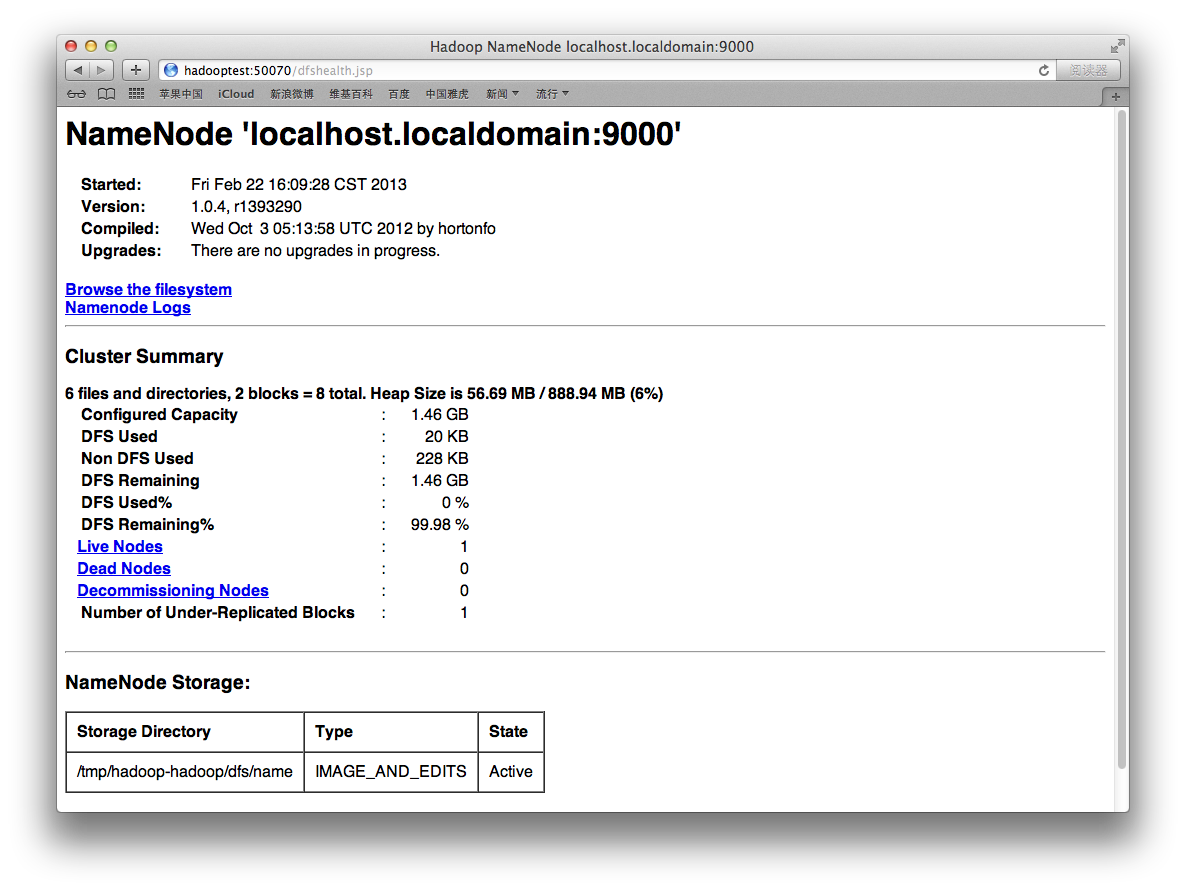 Hadoop NameNode localhost.localdomain:9000
hadooptest:50070/dfshealth.jsp 阅读器
苹果中国 iCloud 新浪微博 维基百科 百度 中国雅虎 新闻 流行
NameNode 'localhost.localdomain:9000'
Started: Fri Feb 22 16:09:28 CST 2013
Version: 1.0.4, r1393290
Compiled: Wed Oct 3 05:13:58 UTC 2012 by hortonfo
Upgrades: There are no upgrades in progress.
Browse the filesystem
Namenode Logs
Cluster Summary
6 files and directories, 2 blocks = 8 total. Heap Size is 56.69 MB / 888.94 MB (6%)
Configured Capacity : 1.46 GB
DFS Used : 20 KB
Non DFS Used : 228 KB
DFS Remaining : 1.46 GB
DFS Used% : 0 %
DFS Remaining% : 99.98 %
Live Nodes : 1
Dead Nodes : 0
Decommissioning Nodes : 0
Number of Under-Replicated Blocks : 1
NameNode Storage:
Storage Directory Type State
/tmp/hadoop-hadoop/dfs/name IMAGE_AND_EDITS Active